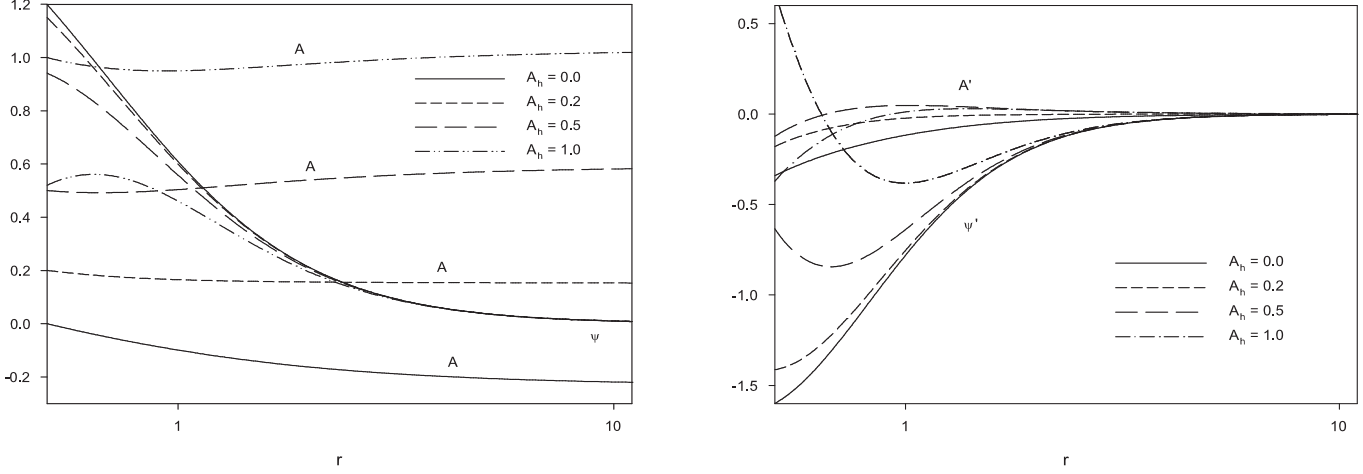 1.2
1.0
0.8
0.6
0.4
0.2
0.0
-0.2
A
A_h = 0.0
A_h = 0.2
A_h = 0.5
A_h = 1.0
A
A
A
ψ
1
10
r
0.5
0.0
-0.5
-1.0
-1.5
A'
ψ'
A_h = 0.0
A_h = 0.2
A_h = 0.5
A_h = 1.0
1
10
r